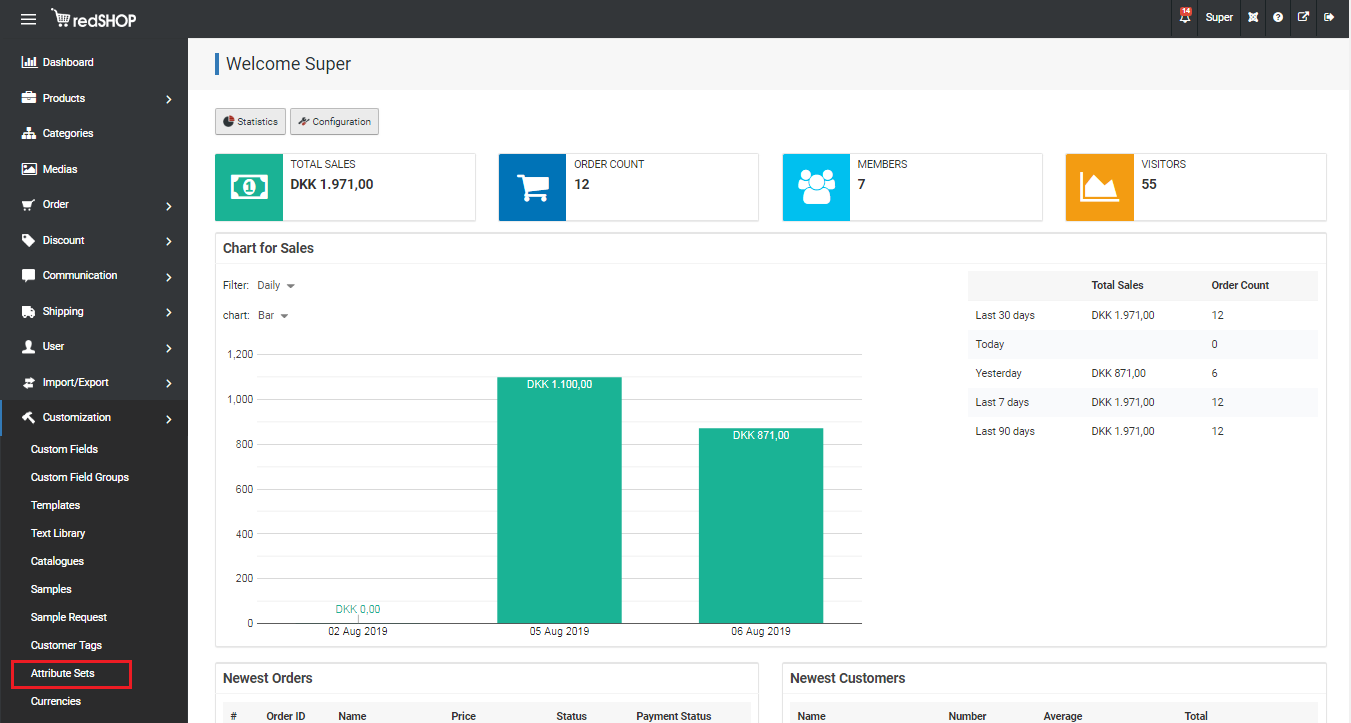 redSHOP
14
Super
Dashboard
Products
Categories
Medias
Order
Discount
Communication
Shipping
User
Import/Export
Customization
Custom Fields
Custom Field Groups
Templates
Text Library
Catalogues
Samples
Sample Request
Customer Tags
Attribute Sets
Currencies
Welcome Super
Statistics
Configuration
TOTAL SALES
DKK 1.971,00
ORDER COUNT
12
MEMBERS
7
VISITORS
55
Chart for Sales
Filter: Daily
chart: Bar
1,200
1,000
800
600
400
200
0
DKK 0,00
DKK 1.100,00
DKK 871,00
02 Aug 2019
05 Aug 2019
06 Aug 2019
Total Sales Order Count
Last 30 days DKK 1.971,00 12
Today 0
Yesterday DKK 871,00 6
Last 7 days DKK 1.971,00 12
Last 90 days DKK 1.971,00 12
Newest Orders
# Order ID Name Price Status Payment Status
Newest Customers
Name Number Average Total